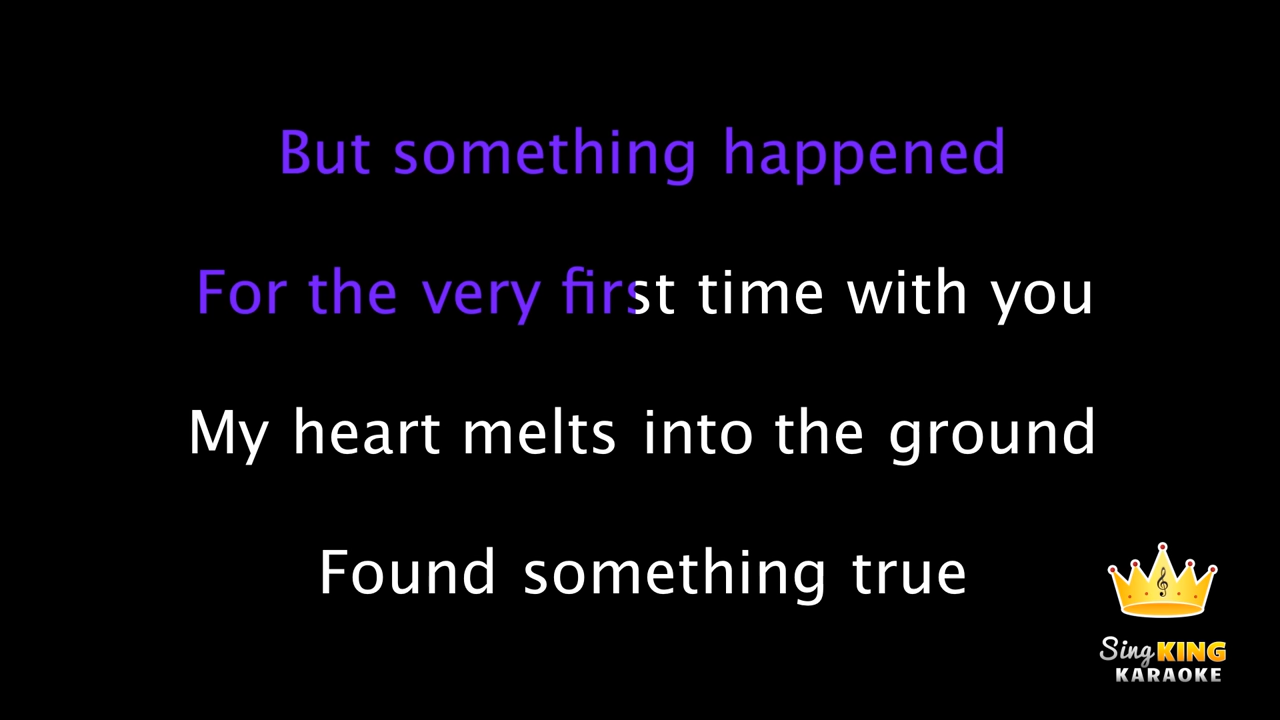 But something happened
For the very first time with you
My heart melts into the ground
Found something true
Sing KING
KARAOKE